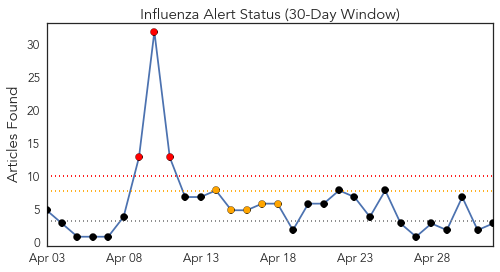 Influenza Alert Status (30-Day Window)
Articles Found
30
25
20
15
10
5
0
Apr 03
Apr 08
Apr 13
Apr 18
Apr 23
Apr 28